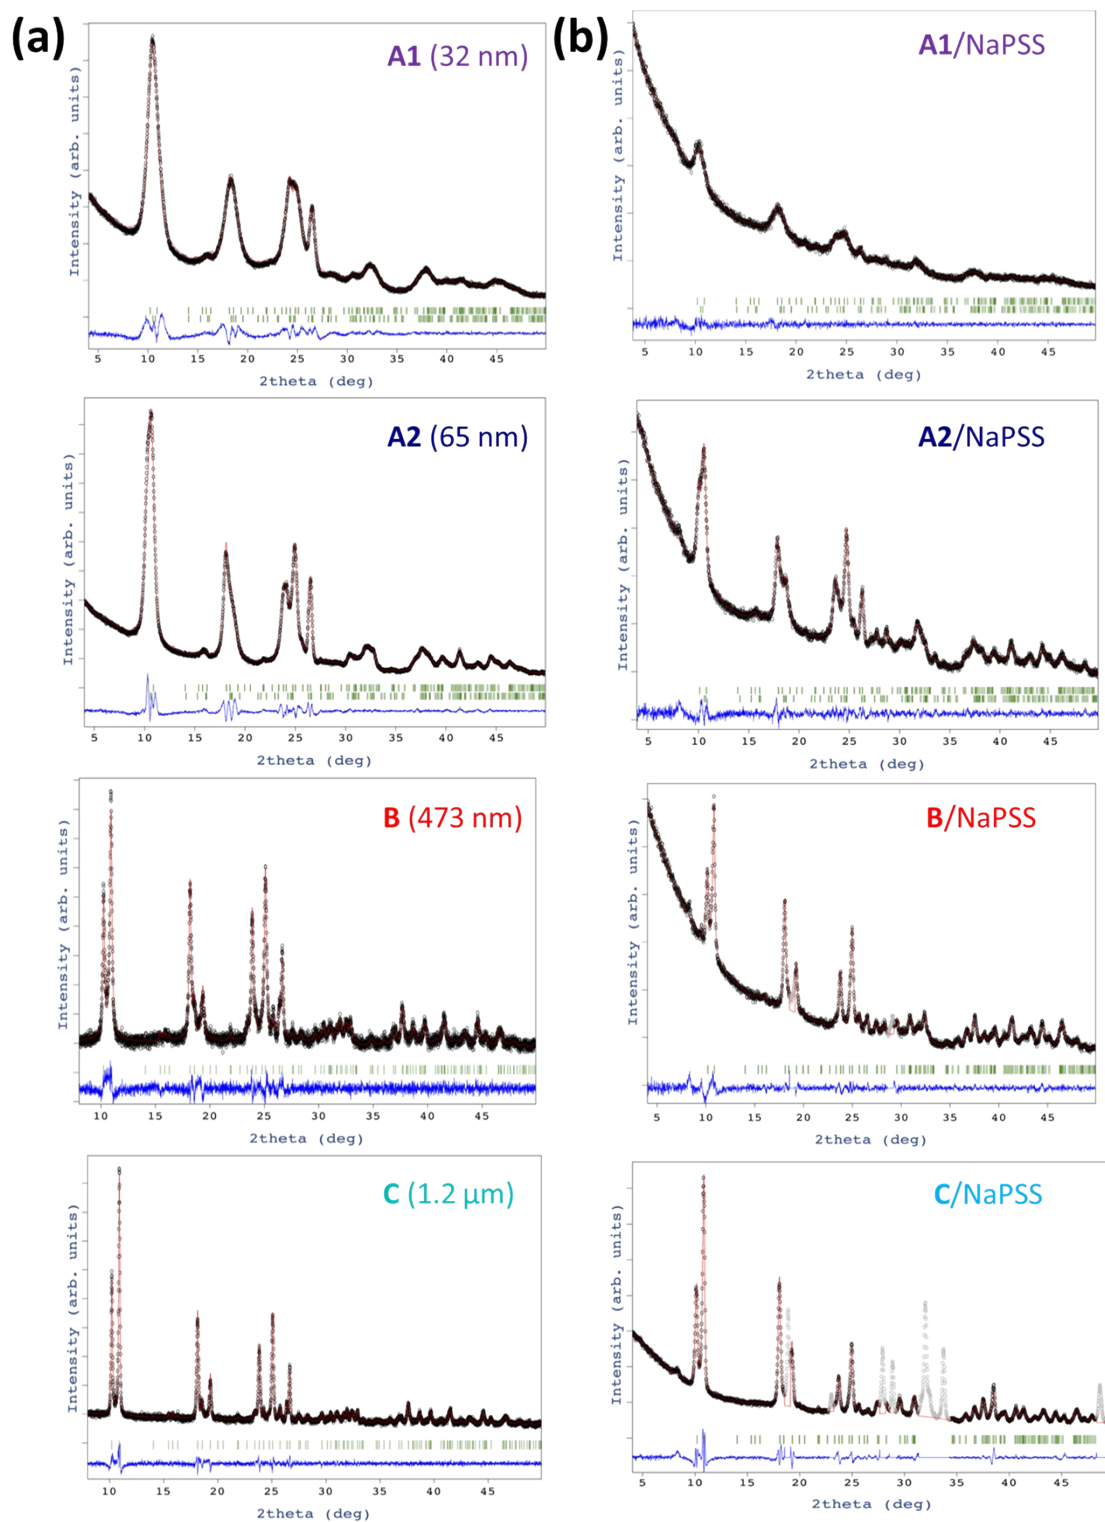 (a)
A1 (32 nm)
Intensity (arb. units)
5 10 15 20 25 30 35 40 45
2theta (deg)
A2 (65 nm)
Intensity (arb. units)
5 10 15 20 25 30 35 40 45
2theta (deg)
B (473 nm)
Intensity (arb. units)
10 15 20 25 30 35 40 45
2theta (deg)
C (1.2 μm)
Intensity (arb. units)
10 15 20 25 30 35 40 45
2theta (deg)
(b)
A1/NaPSS
Intensity (arb. units)
5 10 15 20 25 30 35 40 45
2theta (deg)
A2/NaPSS
Intensity (arb. units)
5 10 15 20 25 30 35 40 45
2theta (deg)
B/NaPSS
Intensity (arb. units)
5 10 15 20 25 30 35 40 45
2theta (deg)
C/NaPSS
Intensity (arb. units)
5 10 15 20 25 30 35 40 45
2theta (deg)